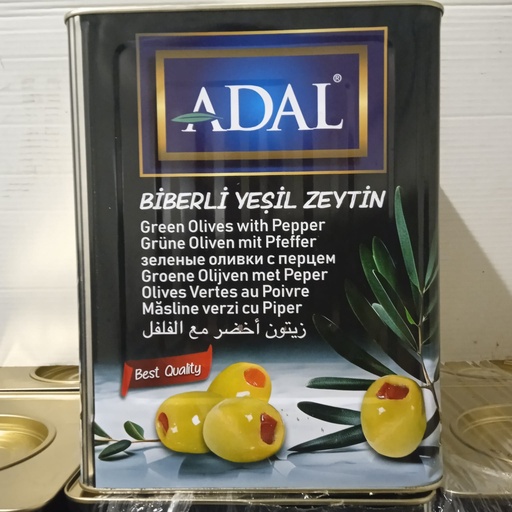 ADAL®
BİBERLİ YEŞİL ZEYTİN
Green Olives with Pepper
Grüne Oliven mit Pfeffer
зеленые оливки с перцем
Groene Olijven met Peper
Olives Vertes au Poivre
Măsline verzi cu Piper
زيتون أخضر مع الفلفل
Best Quality